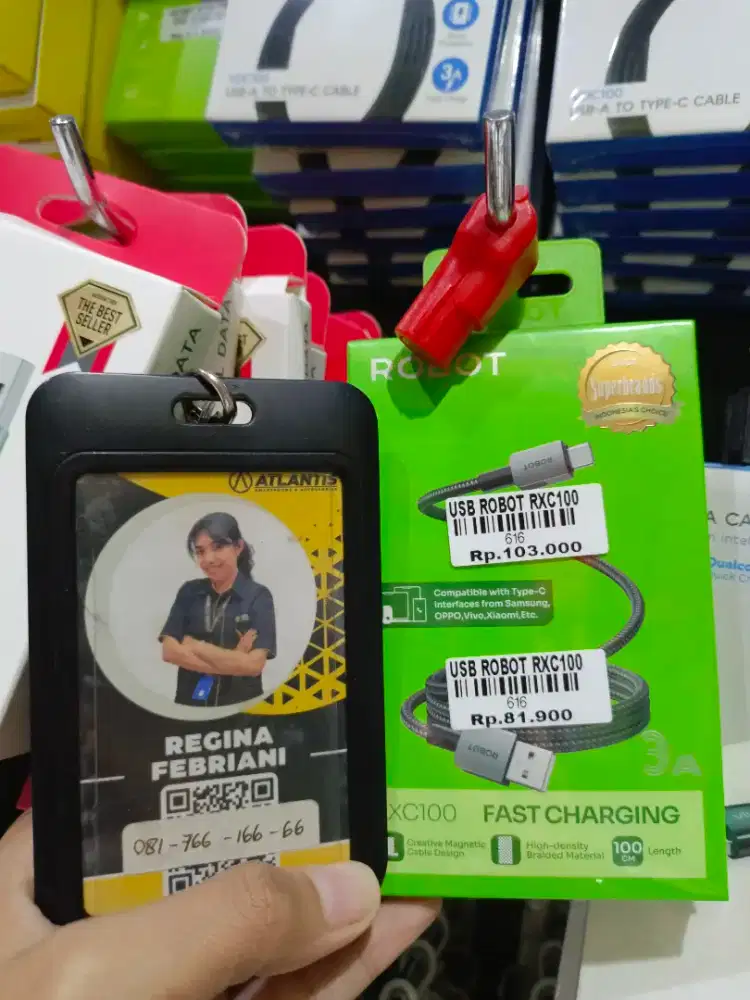 USB-A TO TYPE-C CABLE
3A
USB-A TO TYPE-C CABLE
THE BEST
SELLER
DATA
DATA
ROBOT
Superbrands
INDONESIA'S CHOICE
ROBOT
USB ROBOT RXC100
616
Rp.103.000
Compatible with Type-C
Interfaces from Samsung,
OPPO,Vivo,Xiaomi,Etc.
USB ROBOT RXC100
616
Rp.81.900
ROBOT
3A
XC100 FAST CHARGING
Creative Magnetic
Cable Design
High-density
Braided Material
100
CM
Length
ATLANTIS
REGINA
FEBRIANI
081-766-166-66